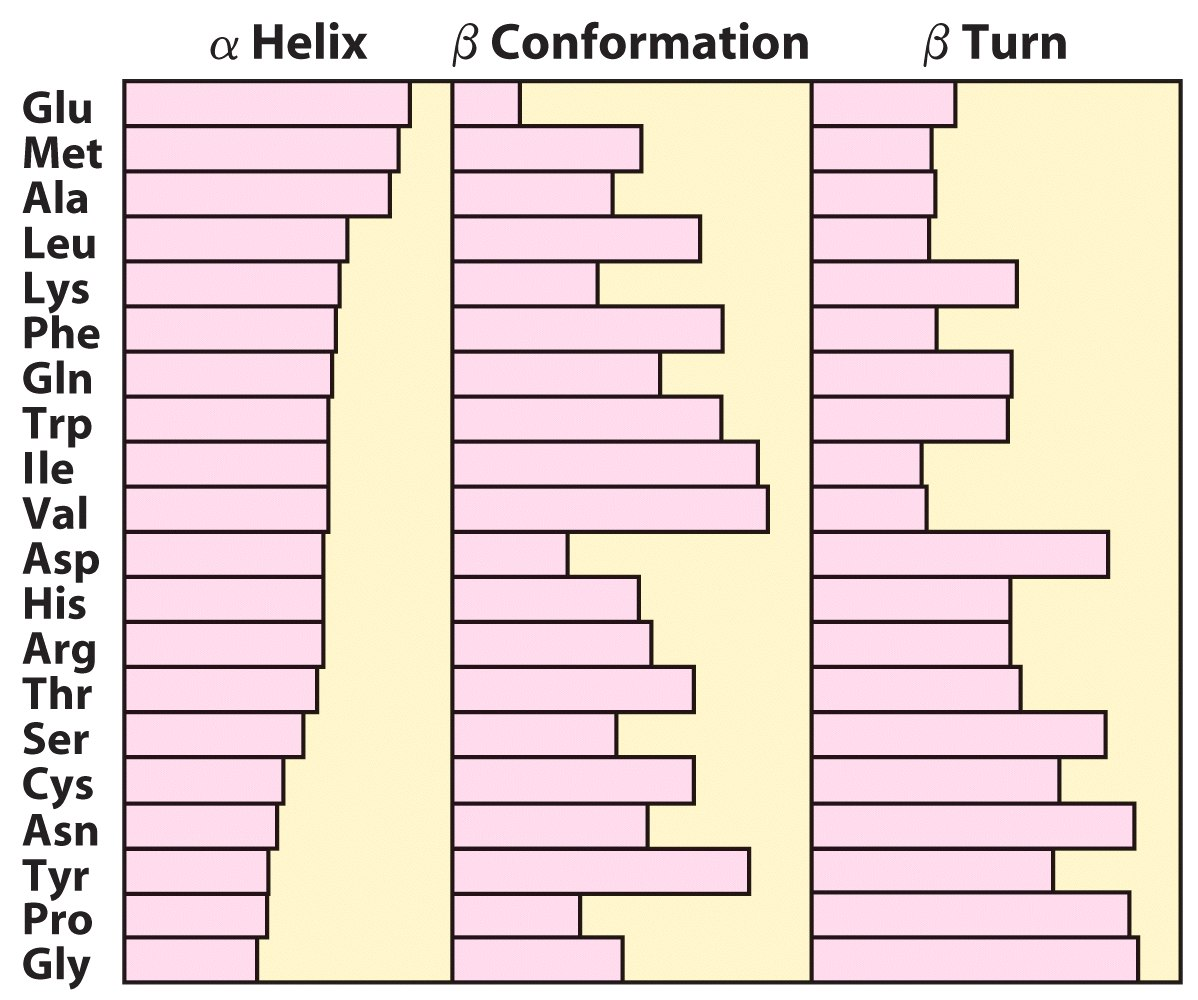 α Helix β Conformation β Turn
Glu
Met
Ala
Leu
Lys
Phe
Gln
Trp
Ile
Val
Asp
His
Arg
Thr
Ser
Cys
Asn
Tyr
Pro
Gly